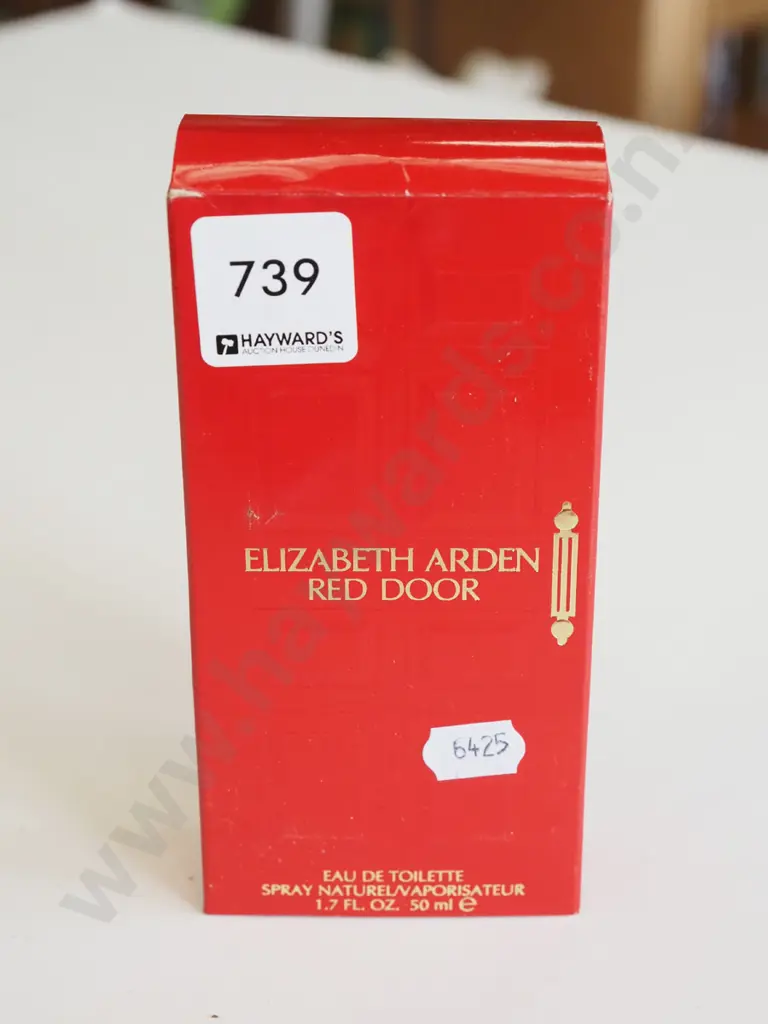 739
HAYWARD'S
AUCTION HOUSE DUNEDIN
ELIZABETH ARDEN
RED DOOR
6425
EAU DE TOILETTE
SPRAY NATUREL/VAPORISATEUR
1.7 FL. OZ. 50 ml e
www.haywards.co.n